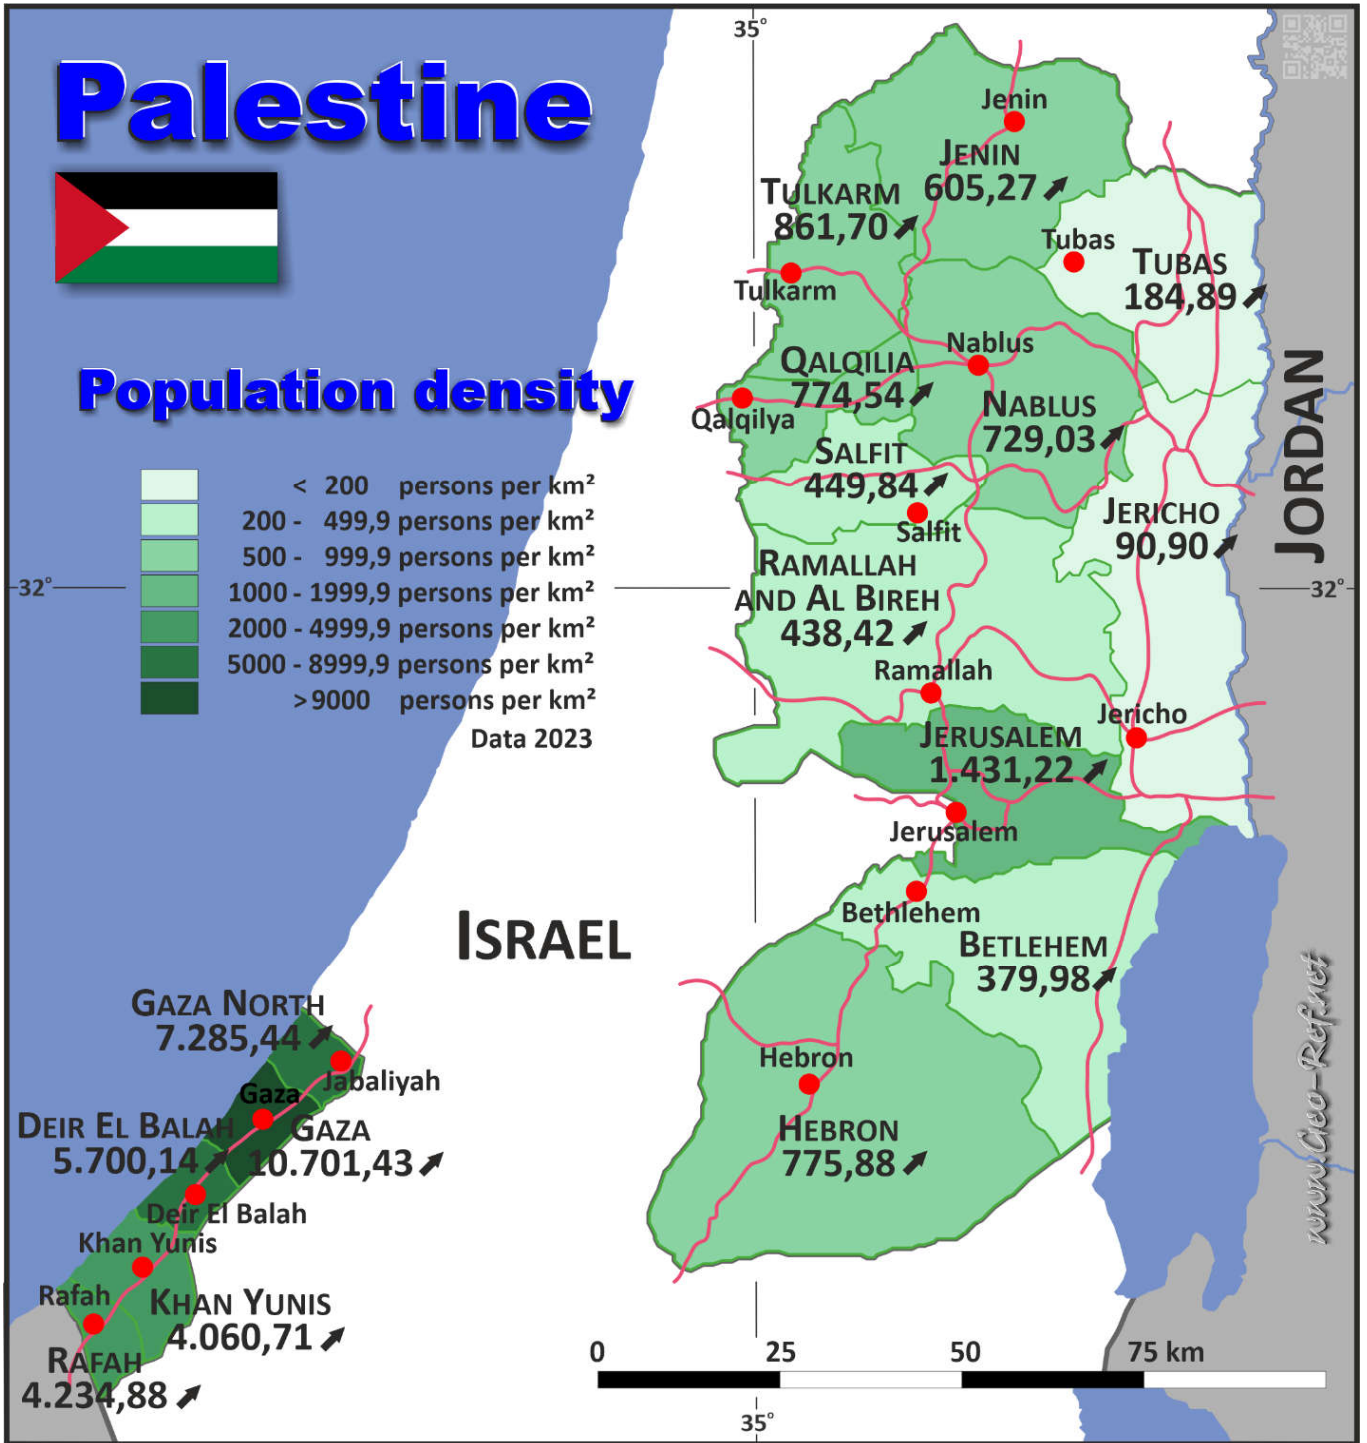 Palestine
Population density
< 200 persons per km²
200 - 499,9 persons per km²
500 - 999,9 persons per km²
1000 - 1999,9 persons per km²
2000 - 4999,9 persons per km²
5000 - 8999,9 persons per km²
>9000 persons per km²
Data 2023
35°
Jenin
JENIN
605,27
TULKARM
861,70
Tulkarm
Tubas
TUBAS
184,89
Nablus
QALQILIA
774,54
Qalqilya
NABLUS
729,03
SALFIT
449,84
Salfit
JERICHO
90,90
JORDAN
32°
32°
RAMALLAH
AND AL BIREH
438,42
Ramallah
Jericho
JERUSALEM
1.431,22
Jerusalem
Bethlehem
BETLEHEM
379,98
ISRAEL
Hebron
HEBRON
775,88
GAZA NORTH
7.285,44
Jabaliyah
Gaza
GAZA
10.701,43
DEIR EL BALAH
5.700,14
Deir El Balah
Khan Yunis
KHAN YUNIS
4.060,71
Rafah
RAFAH
4.234,88
0 25 50 75 km
35°
www.Geo-Ref.net